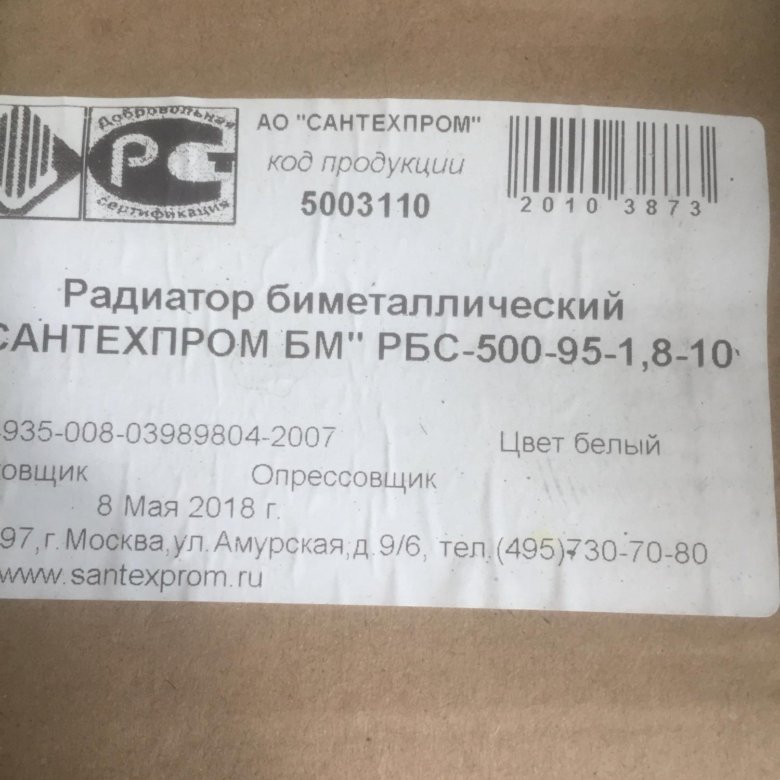 Добровольная
РС
сертификация
АО "САНТЕХПРОМ"
код продукции
5003110
2010 3873
Радиатор биметаллический
САНТЕХПРОМ БМ" РБС-500-95-1,8-10
935-008-03989804-2007 Цвет белый
овщик Опрессовщик
8 Мая 2018 г.
97,г.Москва,ул.Амурская,д.9/6, тел.(495)730-70-80
www.santexprom.ru